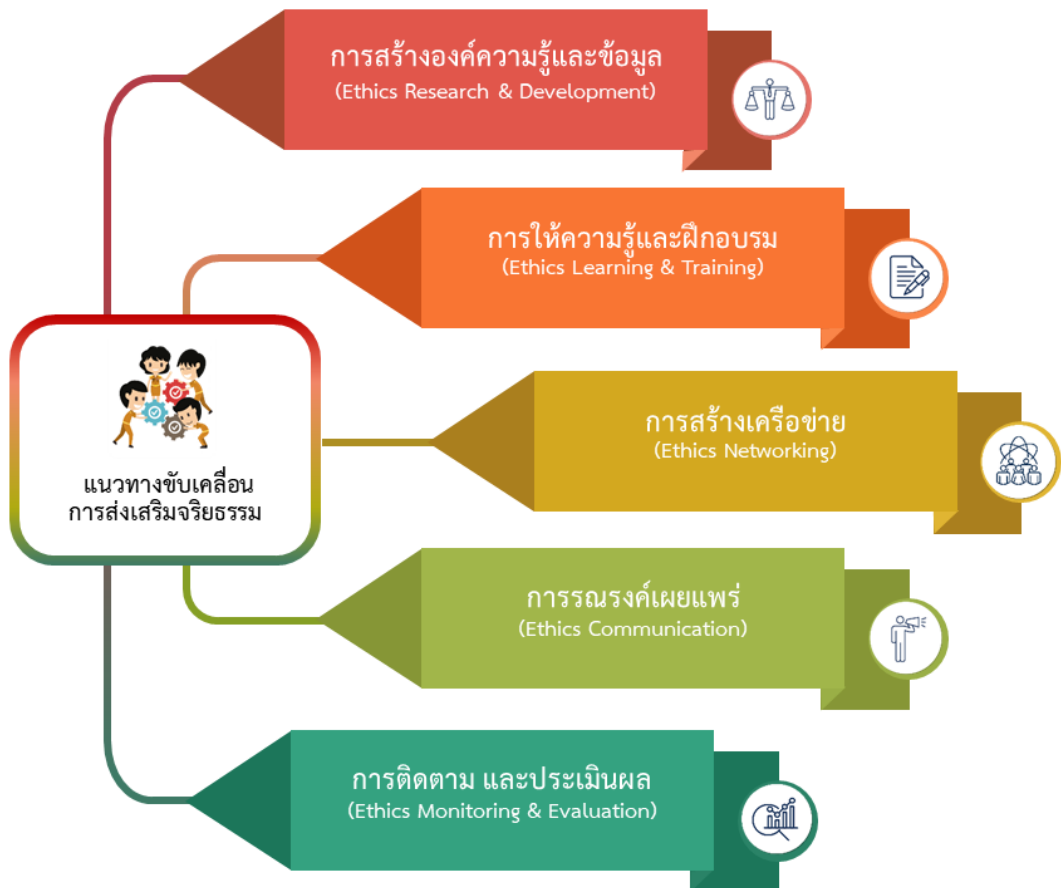 การสร้างองค์ความรู้และข้อมูล
(Ethics Research & Development)
การให้ความรู้และฝึกอบรม
(Ethics Learning & Training)
การสร้างเครือข่าย
(Ethics Networking)
แนวทางขับเคลื่อน
การส่งเสริมจริยธรรม
การรณรงค์เผยแพร่
(Ethics Communication)
การติดตาม และประเมินผล
(Ethics Monitoring & Evaluation)